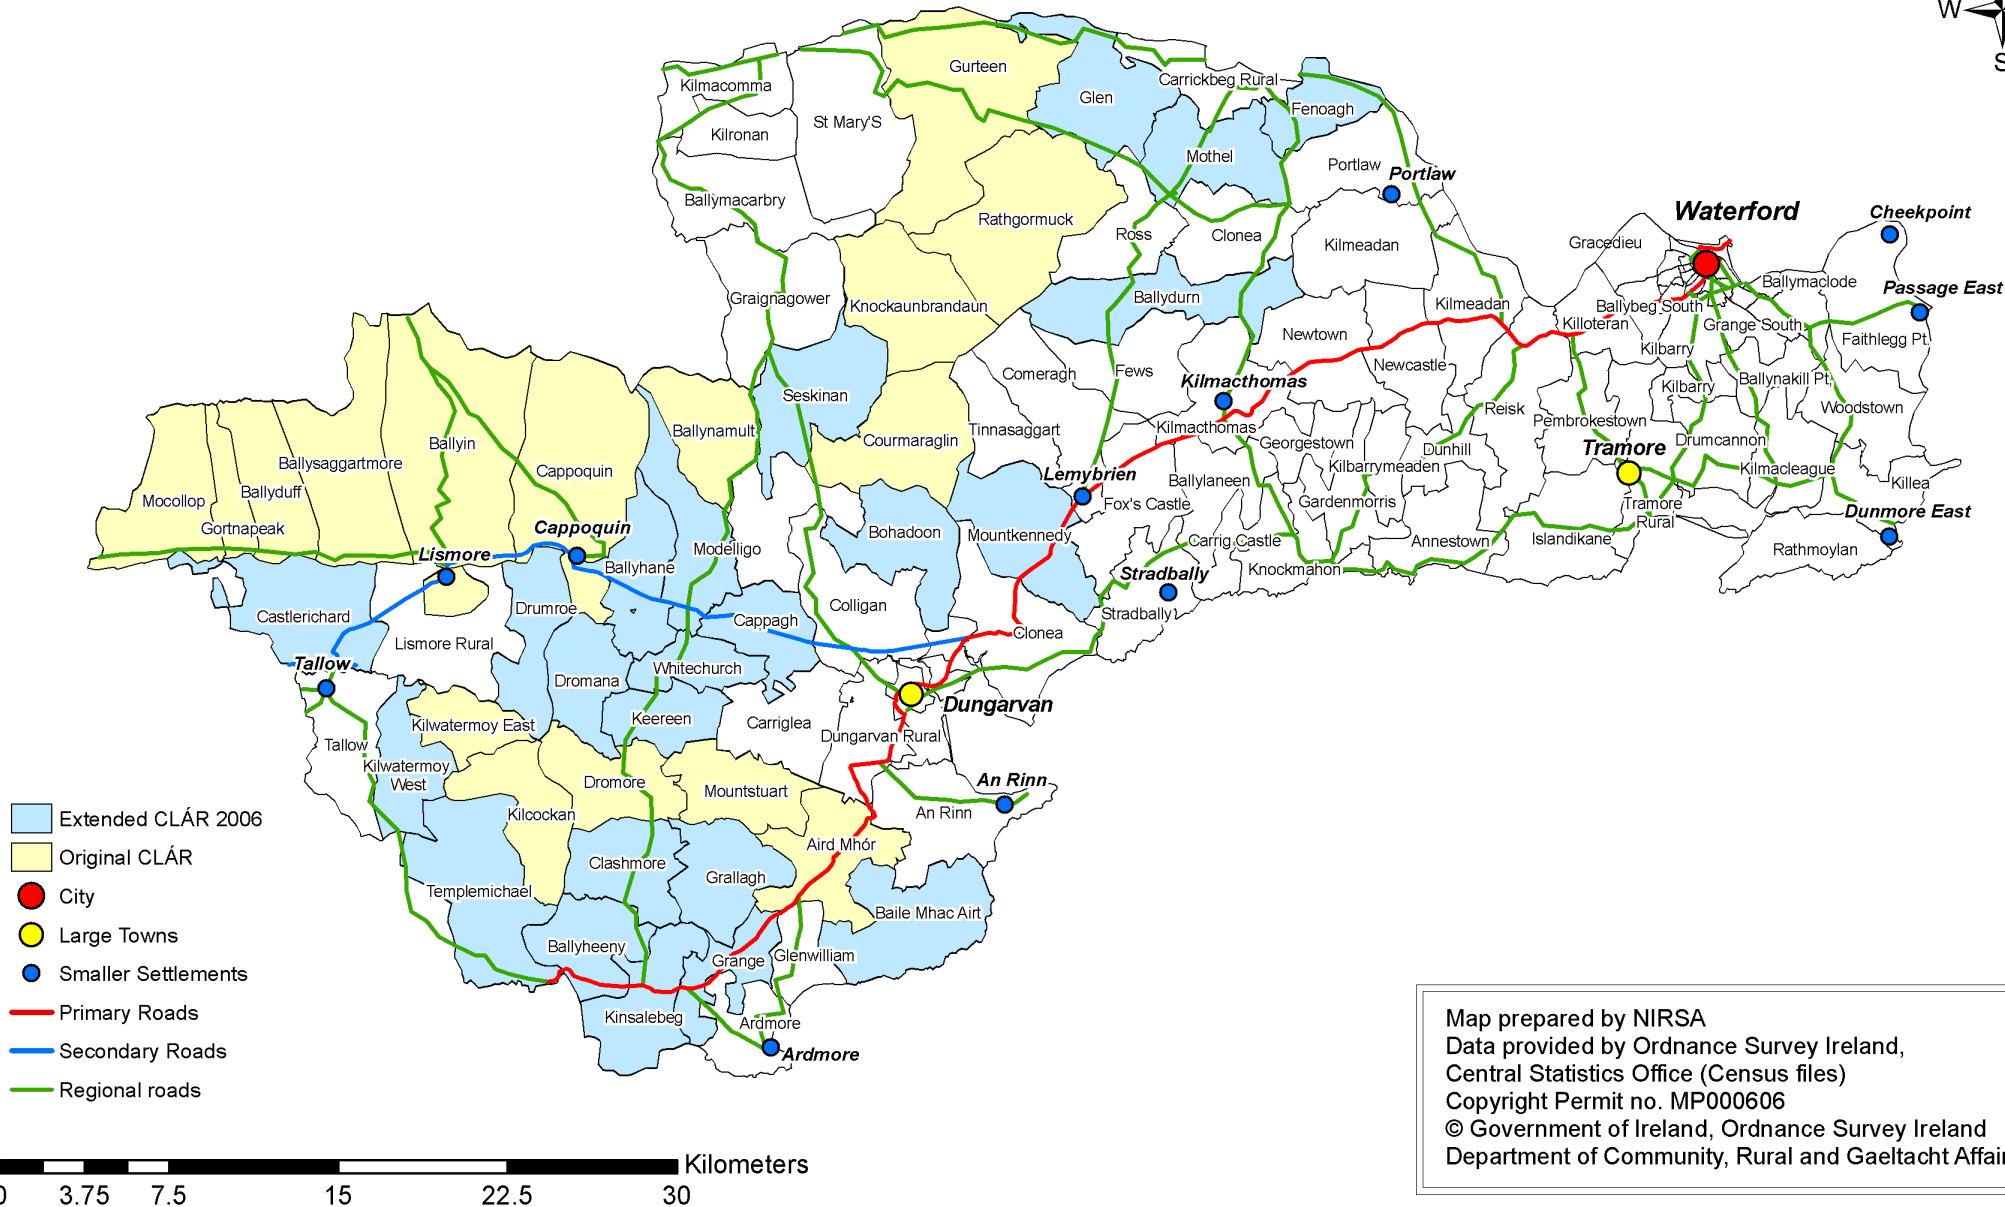 W
S
Gurteen
Kilmacomma
Carrickbeg Rural
Glen
Fenoagh
St Mary'S
Kilronan
Mothel
Portlaw
Portlaw
Ballymacarbry
Rathgormuck
Waterford
Cheekpoint
Ross
Clonea
Kilmeadan
Gracedieu
Graignagower
Knockaunbrandaun
Ballydurn
Ballymaclode
Passage East
Kilmeadan
Ballybeg South
Killoteran
Grange South
Newtown
Faithlegg Pt.
Kilbarry
Comeragh
Fews
Newcastle
Kilmacthomas
Kilbarry
Ballynakill Pt.
Seskinan
Reisk
Woodstown
Ballynamult
Courmaraglin
Tinnasaggart
Kilmacthomas
Pembrokestown
Georgestown
Drumcannon
Ballyin
Tramore
Dunhill
Ballysaggartmore
Cappoquin
Kilbarrymeaden
Kilmacleague
Lemybrien
Ballylaneen
Killea
Mocollop
Ballyduff
Fox's Castle
Gardenmorris
Tramore
Rural
Dunmore East
Gortnapeak
Cappoquin
Bohadoon
Mountkennedy
Carrig Castle
Annestown
Islandikane
Rathmoylan
Lismore
Modelligo
Ballyhane
Stradbally
Knockmahon
Castlerichard
Drumroe
Colligan
Stradbally
Cappagh
Clonea
Lismore Rural
Tallow
Whitechurch
Dromana
Dungarvan
Keereen
Carriglea
Kilwatermoy East
Dungarvan Rural
Tallow
Kilwatermoy
West
Dromore
Mountstuart
An Rinn
An Rinn
Kilcockan
Aird Mhór
Clashmore
Grallagh
Templemichael
Baile Mhac Airt
Ballyheeny
Grange
Glenwilliam
Kinsalebeg
Ardmore
Ardmore
Extended CLÁR 2006
Original CLÁR
City
Large Towns
Smaller Settlements
Primary Roads
Secondary Roads
Regional roads
Kilometers
0 3.75 7.5 15 22.5 30
Map prepared by NIRSA
Data provided by Ordnance Survey Ireland,
Central Statistics Office (Census files)
Copyright Permit no. MP000606
© Government of Ireland, Ordnance Survey Ireland
Department of Community, Rural and Gaeltacht Affair